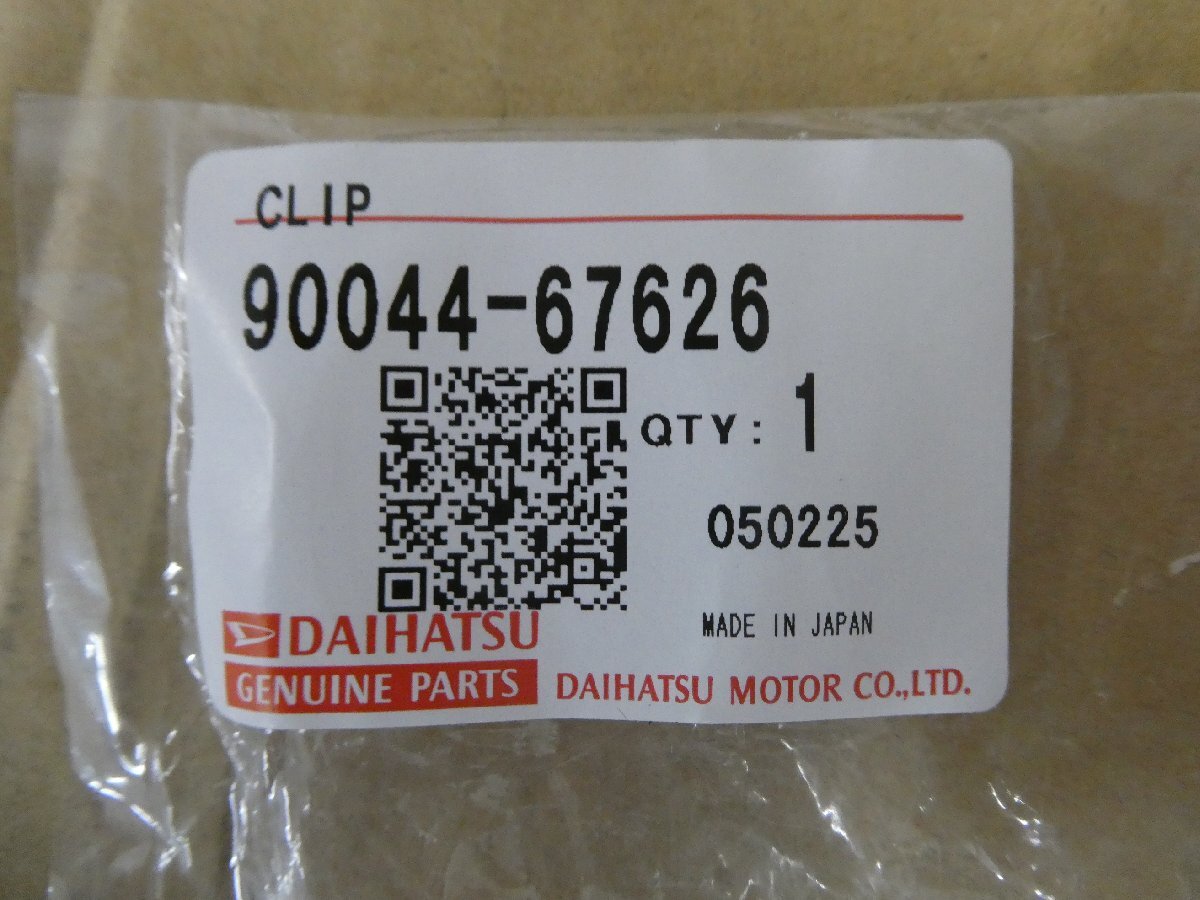 CLIP
90044-67626
QTY: 1
050225
MADE IN JAPAN
DAIHATSU
GENUINE PARTS
DAIHATSU MOTOR CO.,LTD.